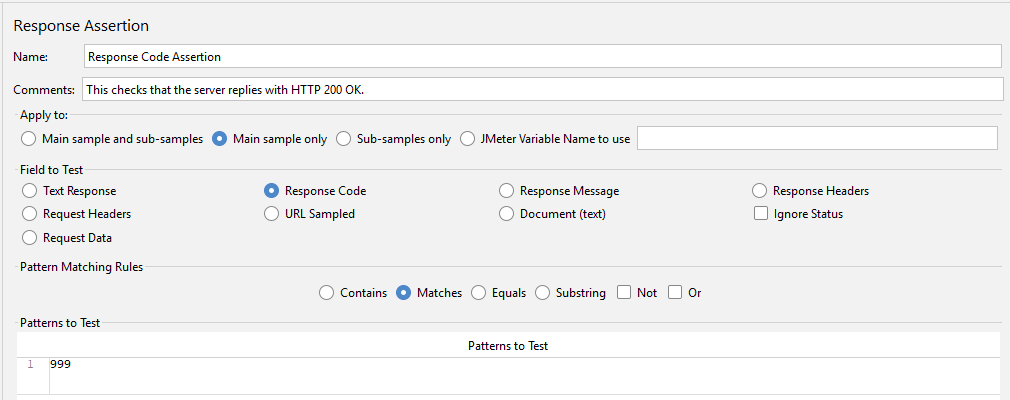 Response Assertion
Name: Response Code Assertion
Comments: This checks that the server replies with HTTP 200 OK.
Apply to:
Main sample and sub-samples Main sample only Sub-samples only JMeter Variable Name to use
Field to Test
Text Response Response Code Response Message Response Headers
Request Headers URL Sampled Document (text) Ignore Status
Request Data
Pattern Matching Rules
Contains Matches Equals Substring Not Or
Patterns to Test
Patterns to Test
1 999